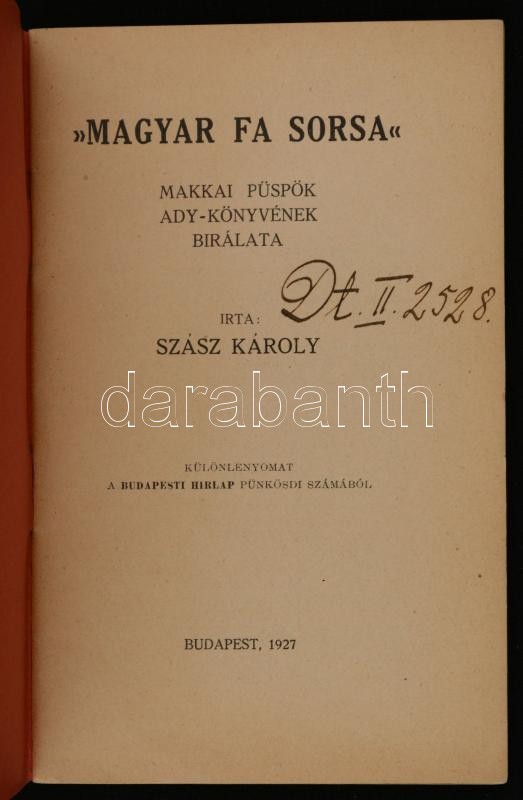 »MAGYAR FA SORSA«
MAKKAI PÜSPÖK
ADY-KÖNYVÉNEK
BIRÁLATA
Dt. II. 2528.
IRTA:
SZÁSZ KÁROLY
darabanth
KÜLÖNLENYOMAT
A BUDAPESTI HIRLAP PÜNKÖSDI SZÁMÁBÓL
BUDAPEST, 1927